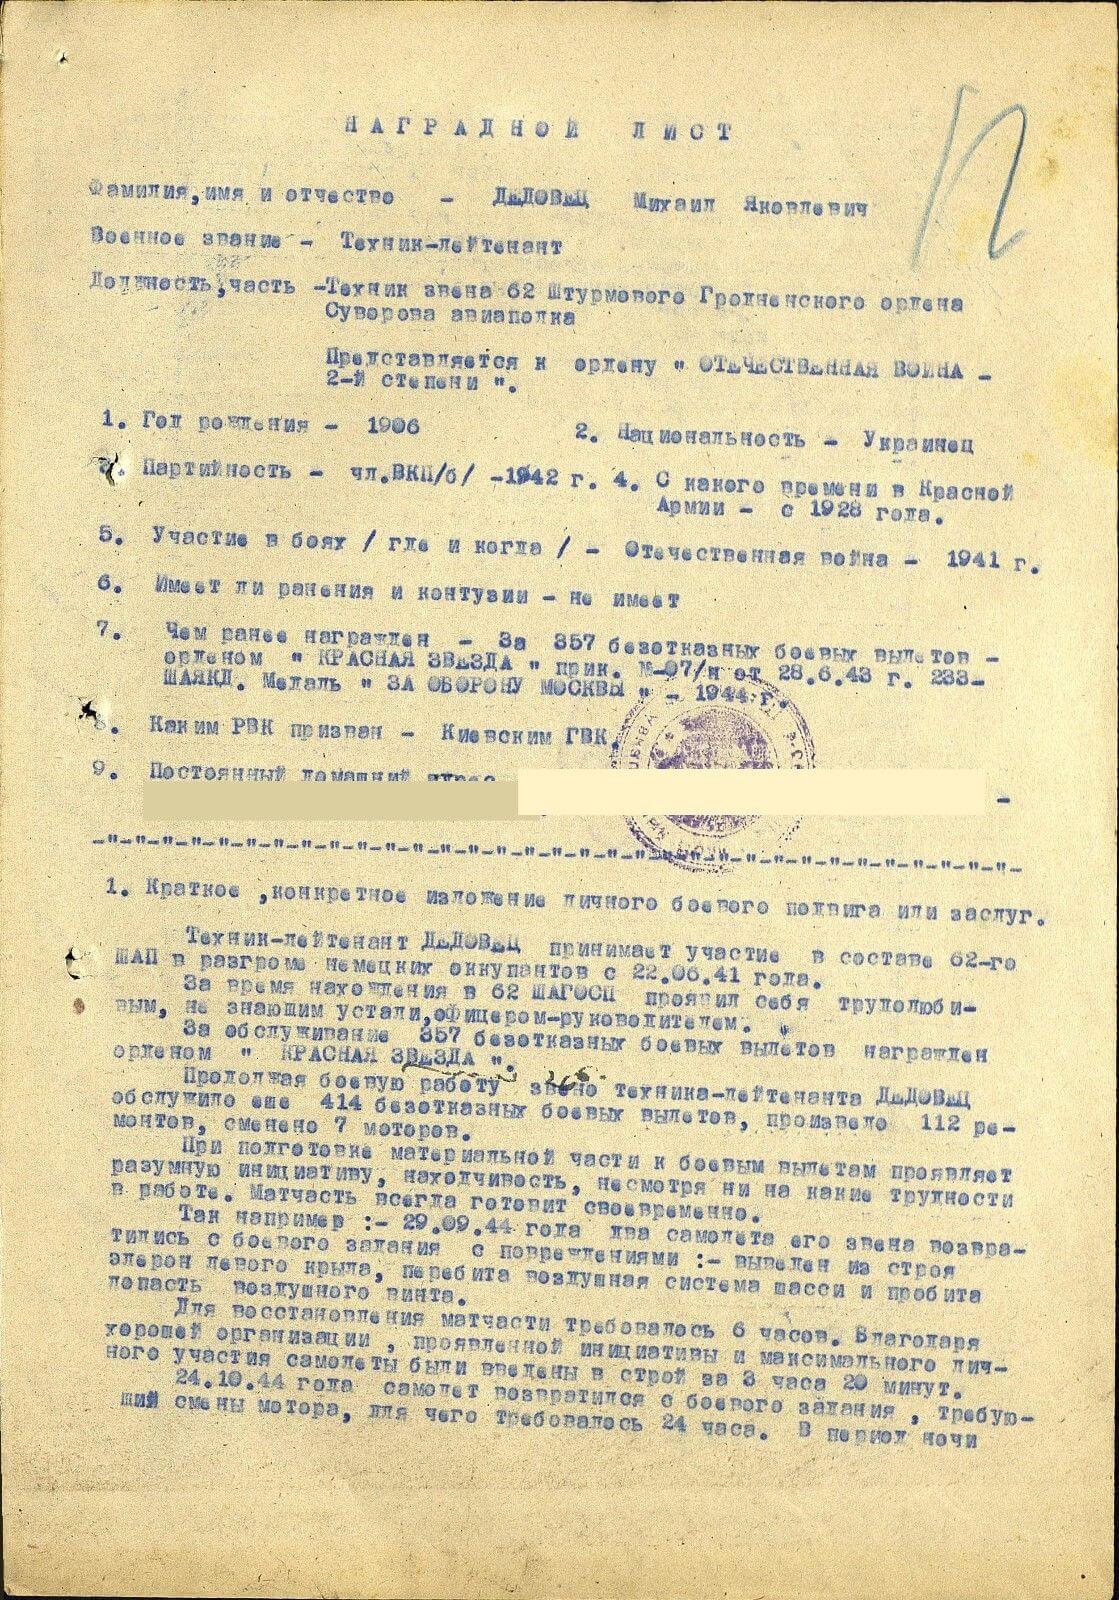 НАГРАДНОЙ ЛИСТ
Фамилия, имя и отчество - ДЕДОВЕЦ Михаил Яковлевич
Военное звание - Техник-лейтенант
Должность, часть - Техник звена 62 Штурмового Гродненского ордена
Суворова авиаполка
Представляется к ордену " ОТЕЧЕСТВЕННАЯ ВОЙНА -
2-й степени ".
1. Год рождения - 1906 2. Национальность - Украинец
3. Партийность - чл.ВКП/б/ -1942 г. 4. С какого времени в Красной
Армии - с 1928 года.
5. Участие в боях / где и когда / - Отечественная война - 1941 г.
6. Имеет ли ранения и контузии - не имеет
7. Чем ранее награжден - За 357 безотказных боевых вылетов -
орденом " КРАСНАЯ ЗВЕЗДА " прик. №-07/н от 28.6.43 г. 233-
ШАЯКД. Медаль " ЗА ОБОРОНУ МОСКВЫ " - 1944 г.
8. Каким РВК призван - Киевским ГВК.
9. Постоянный домашний адрес
-"-"-"-"-"-"-"-"-"-"-"-"-"-"-"-"-"-"-"-"-"-"-"-"-"-"-"-"-"-"-"-"-"-
1. Краткое ,конкретное изложение личного боевого подвига или заслуг.
Техник-лейтенант ДЕДОВЕЦ принимает участие в составе 62-го
ШАП в разгроме немецких оккупантов с 22.06.41 года.
За время нахождения в 62 ШАГОСП проявил себя трудолюби-
вым, не знающим устали,офицером-руководителем.
За обслуживание 357 безотказных боевых вылетов награжден
орденом " КРАСНАЯ ЗВЕЗДА ".
Продолжая боевую работу звено техника-лейтенанта ДЕДОВЕЦ
обслужило еще 414 безотказных боевых вылетов, произвело 112 ре-
монтов, сменено 7 моторов.
При подготовке материальной части к боевым вылетам проявляет
разумную инициативу, находчивость, несмотря ни на какие трудности
в работе. Матчасть всегда готовит своевременно.
Так например :- 29.09.44 года два самолета его звена возвра-
тились с боевого задания с повреждениями :- выведен из строя
элерон левого крыла, перебита воздушная система шасси и пробита
лопасть воздушного винта.
Для восстановления матчасти требовалось 6 часов. Благодаря
хорошей организации , проявленной инициативы и максимального лич-
ного участия самолеты были введены в строй за 3 часа 20 минут.
24.10.44 года самолет возвратился с боевого задания , требую-
щий смены мотора, для чего требовалось 24 часа. В период ночи